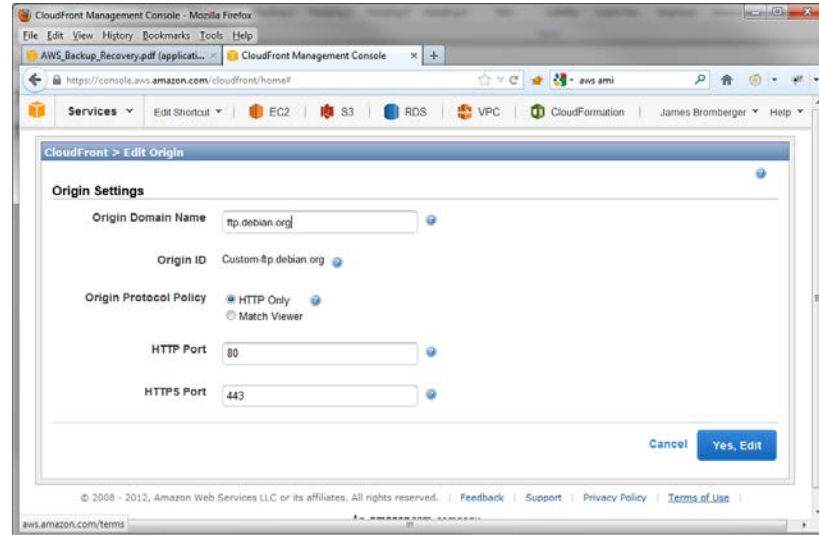 CloudFront Management Console - Mozilla Firefox
File Edit View History Bookmarks Tools Help
AWS_Backup_Recovery.pdf (applicati... × CloudFront Management Console × +
https://console.aws.amazon.com/cloudfront/home# aws ami
Services Edit Shortcut EC2 S3 RDS VPC CloudFormation James Bromberger Help
CloudFront > Edit Origin
Origin Settings
Origin Domain Name ftp.debian.org
Origin ID Custom-ftp.debian.org
Origin Protocol Policy HTTP Only
Match Viewer
HTTP Port 80
HTTPS Port 443
Cancel Yes, Edit
© 2008 - 2012, Amazon Web Services LLC or its affiliates. All rights reserved. | Feedback | Support | Privacy Policy | Terms of Use |
aws.amazon.com/terms